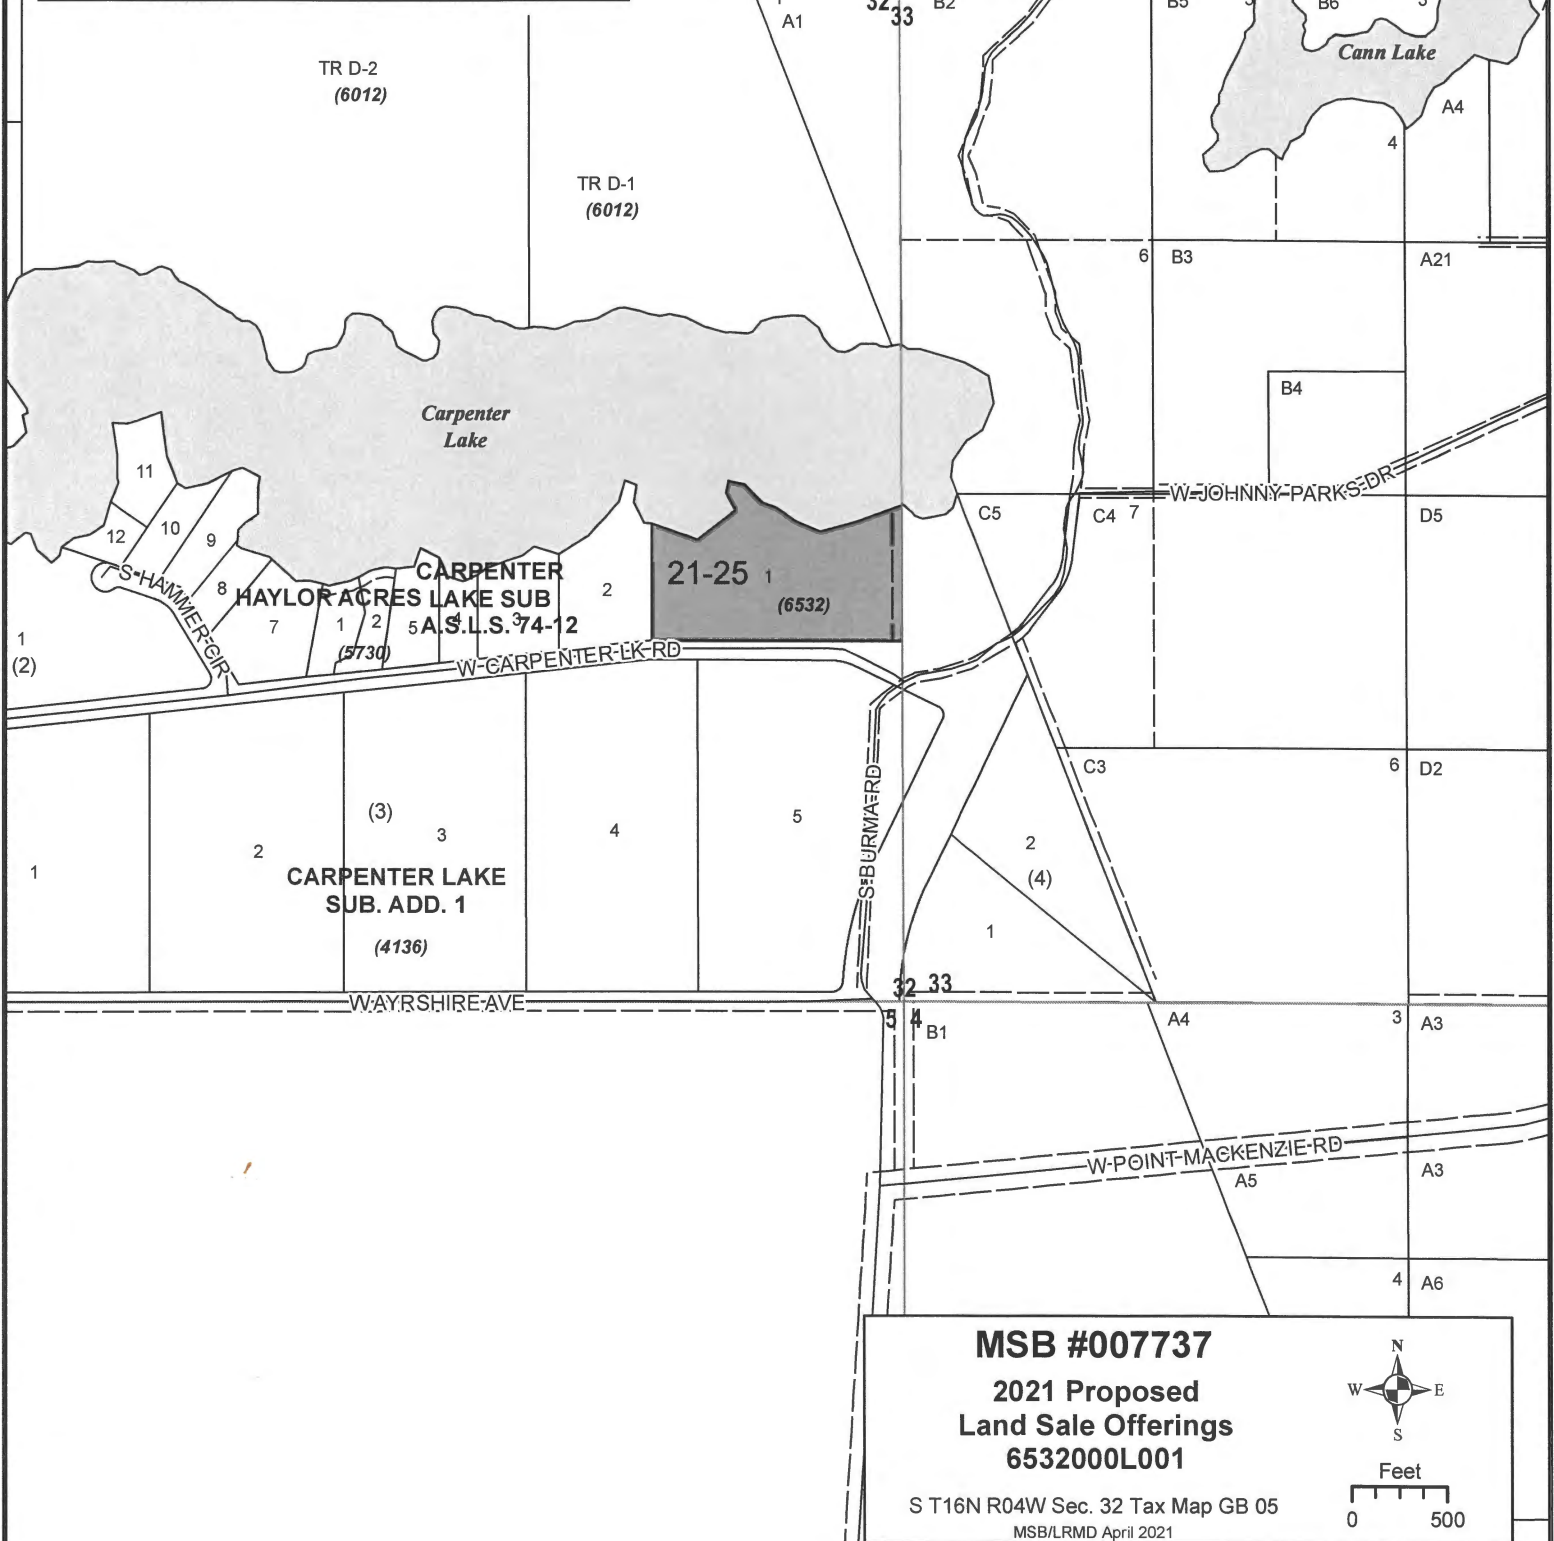 32
33
A1
B2
B5
B6
TR D-2
(6012)
TR D-1
(6012)
Cann Lake
A4
4
6
B3
A21
B4
Carpenter
Lake
W JOHNNY PARKS DR
C5
C4
7
D5
11
12
10
9
8
7
S HAMMER CIR
CARPENTER
HAYLOR ACRES
LAKE SUB
A.S.L.S. 74-12
(5730)
1
2
5
4
3
2
21-25
1
(6532)
1
(2)
W CARPENTER LK RD
S BURMA RD
C3
6
D2
1
2
(3)
3
4
5
CARPENTER LAKE
SUB. ADD. 1
(4136)
2
(4)
1
32
33
W AYRSHIRE AVE
5
4
B1
A4
3
A3
W POINT MACKENZIE RD
A5
A3
4
A6
MSB #007737
2021 Proposed
Land Sale Offerings
6532000L001
S T16N R04W Sec. 32 Tax Map GB 05
MSB/LRMD April 2021
N
W
E
S
Feet
0
500